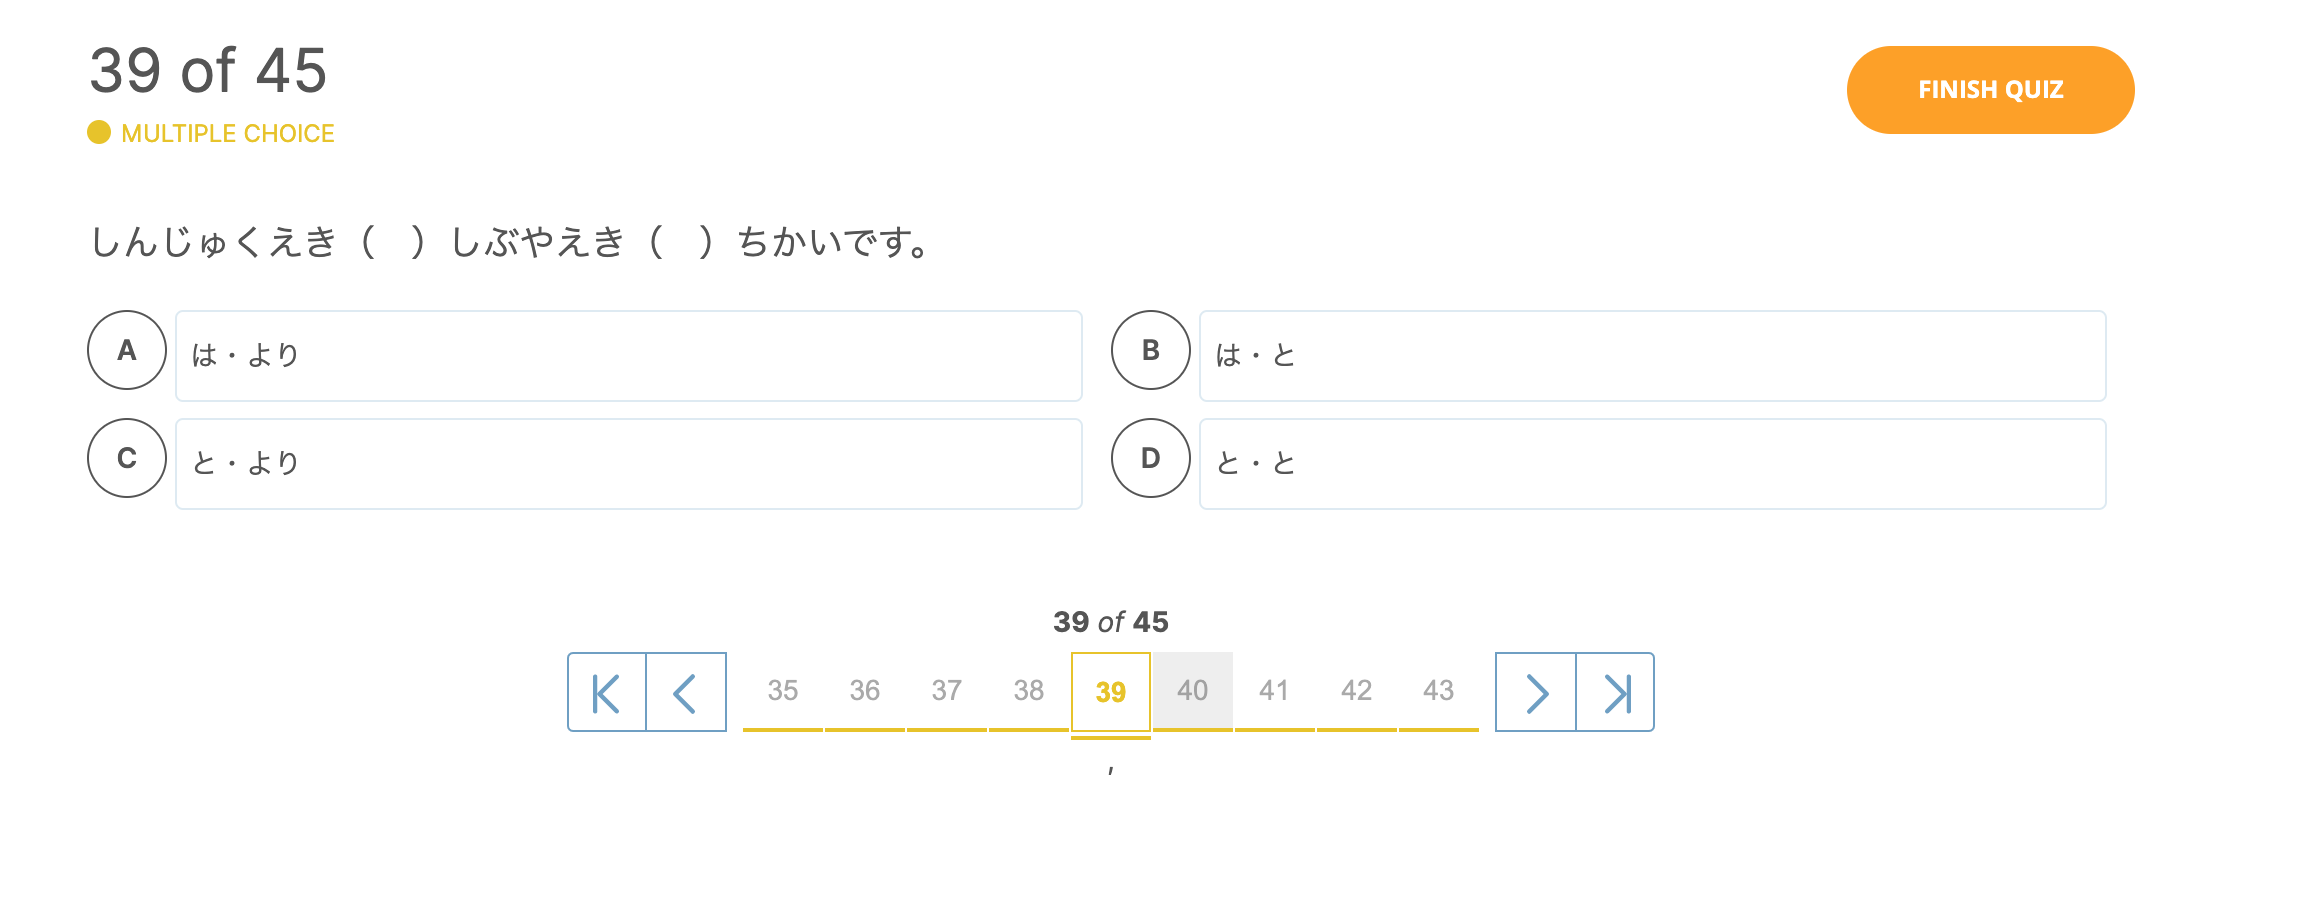 39 of 45
FINISH QUIZ
MULTIPLE CHOICE
しんじゅくえき（　）しぶやえき（　）ちかいです。
A は・より
B は・と
C と・より
D と・と
39 of 45
35 36 37 38 39 40 41 42 43
,